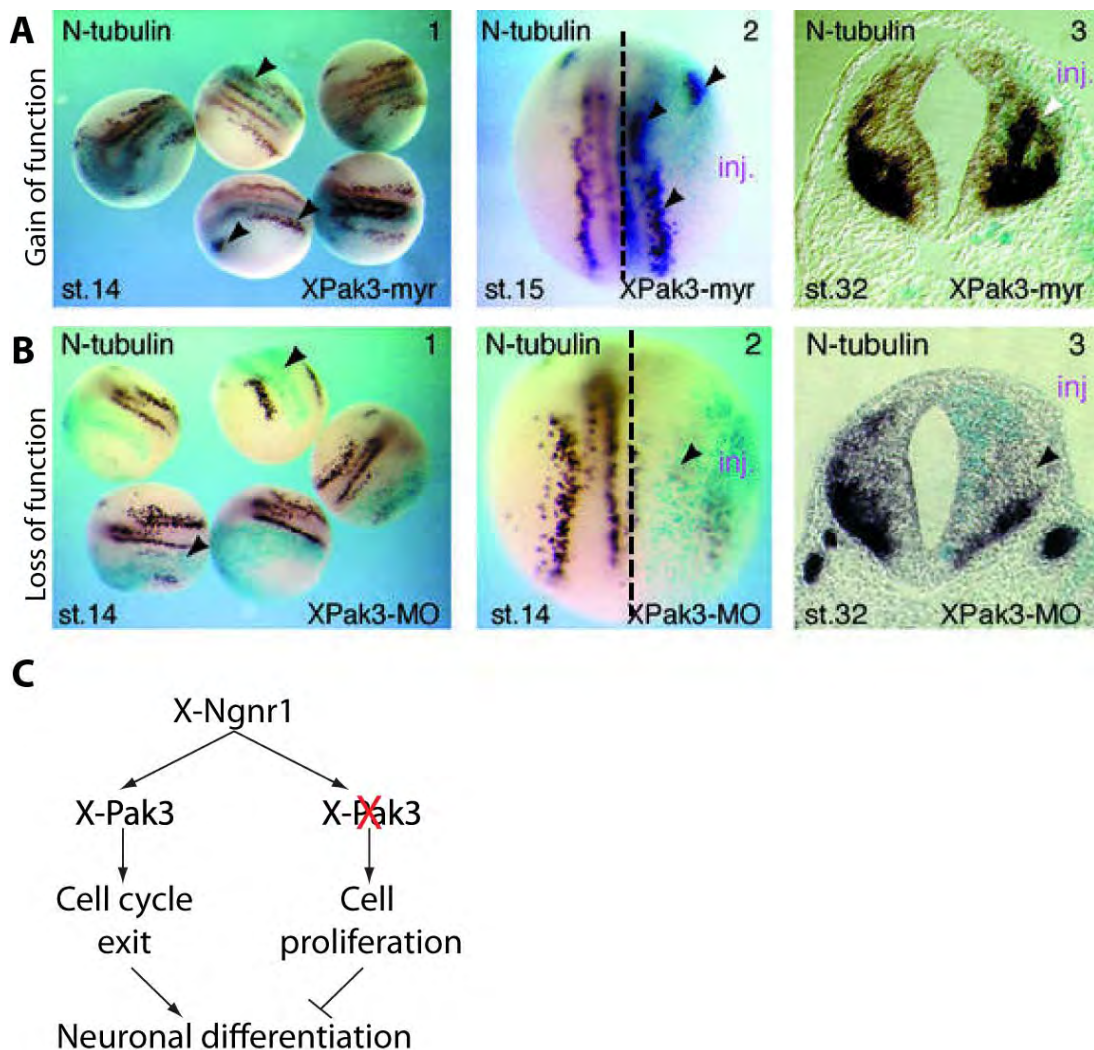 A
Gain of function
N-tubulin 1
st.14 XPak3-myr
N-tubulin 2
inj.
st.15 XPak3-myr
N-tubulin 3
inj.
st.32 XPak3-myr
B
Loss of function
N-tubulin 1
st.14 XPak3-MO
N-tubulin 2
inj.
st.14 XPak3-MO
N-tubulin 3
inj
st.32 XPak3-MO
C
X-Ngnr1
X-Pak3 X-Pak3
X
Cell cycle Cell
exit proliferation
Neuronal differentiation